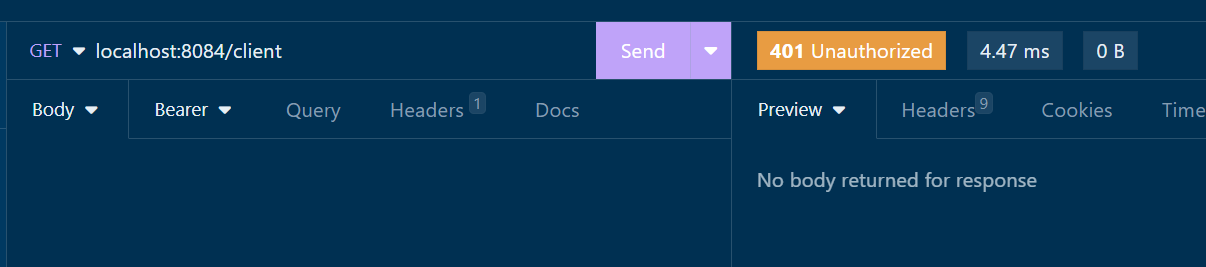 GET localhost:8084/client Send 401 Unauthorized 4.47 ms 0 B
Body Bearer Query Headers 1 Docs Preview Headers 9 Cookies Time
No body returned for response